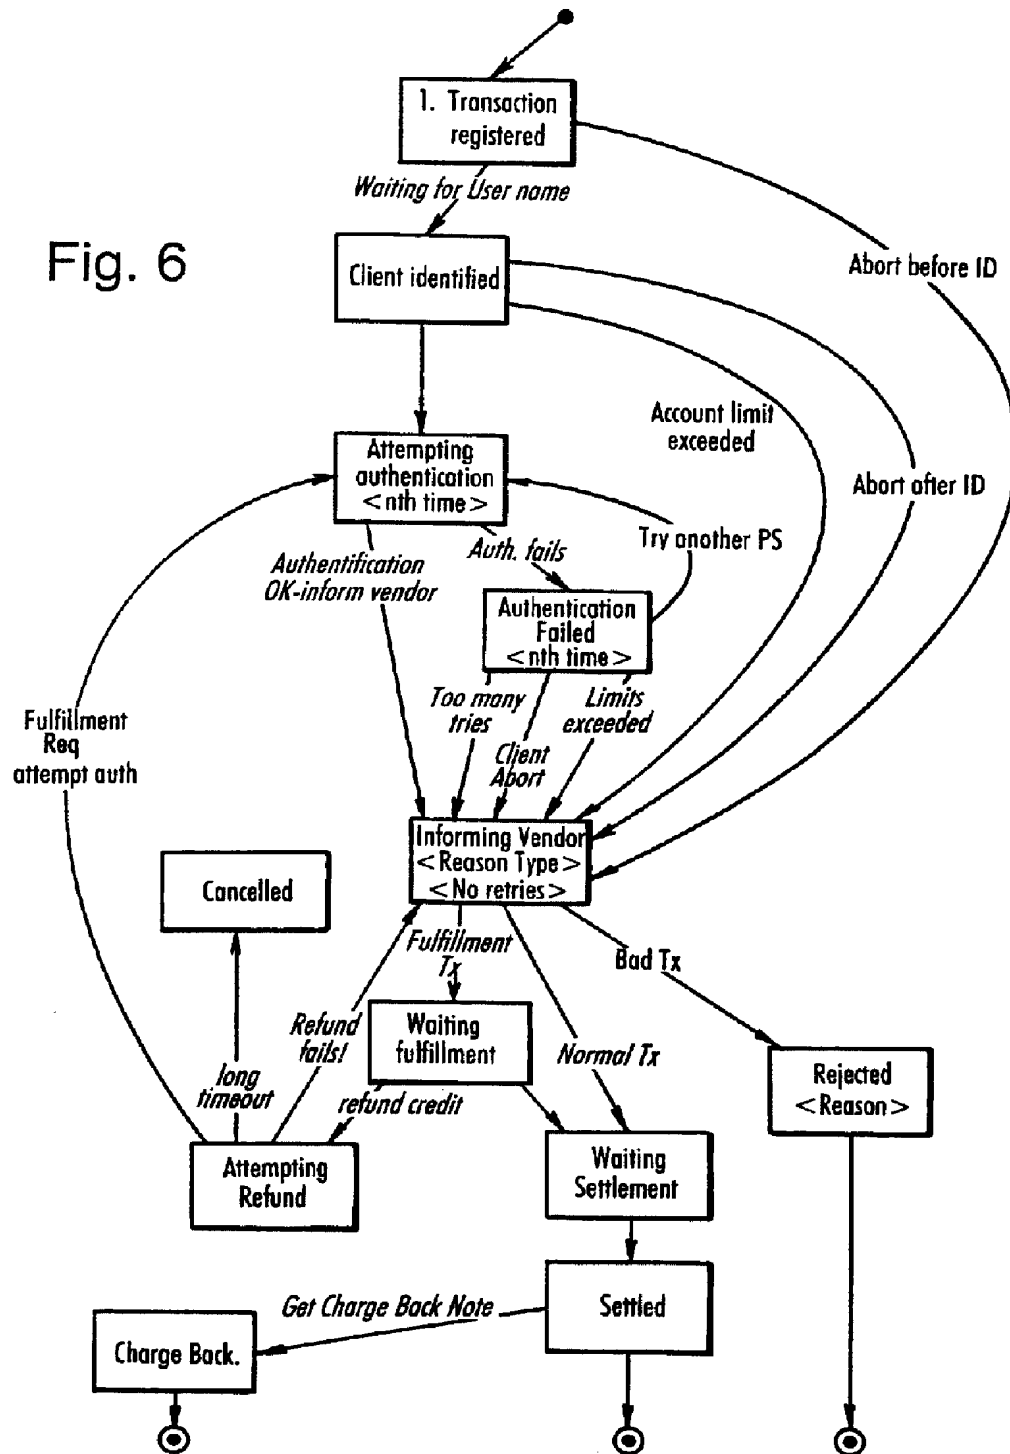 1. Transaction
registered
Waiting for User name
Fig. 6
Client identified
Abort before ID
Account limit
exceeded
Attempting
authentication
<nth time>
Abort after ID
Auth. fails
Try another PS
Authentification
OK-inform vendor
Authentication
Failed
<nth time>
Too many
tries
Limits
exceeded
Client
Abort
Fulfillment
Req
attempt auth
Informing Vendor
<Reason Type>
<No retries>
Cancelled
Fulfillment
Tx
Bad Tx
Refund
fails!
Waiting
fulfillment
Normal Tx
Rejected
<Reason>
long
timeout
refund credit
Attempting
Refund
Waiting
Settlement
Get Charge Back Note
Settled
Charge Back.